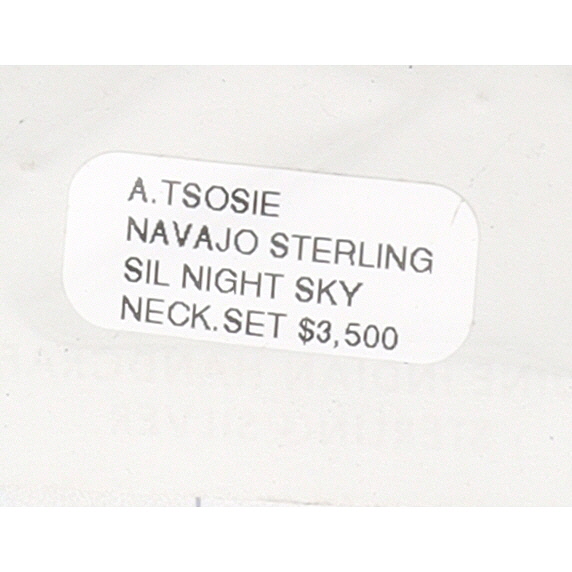 A.TSOSIE
NAVAJO STERLING
SIL NIGHT SKY
NECK.SET $3,500